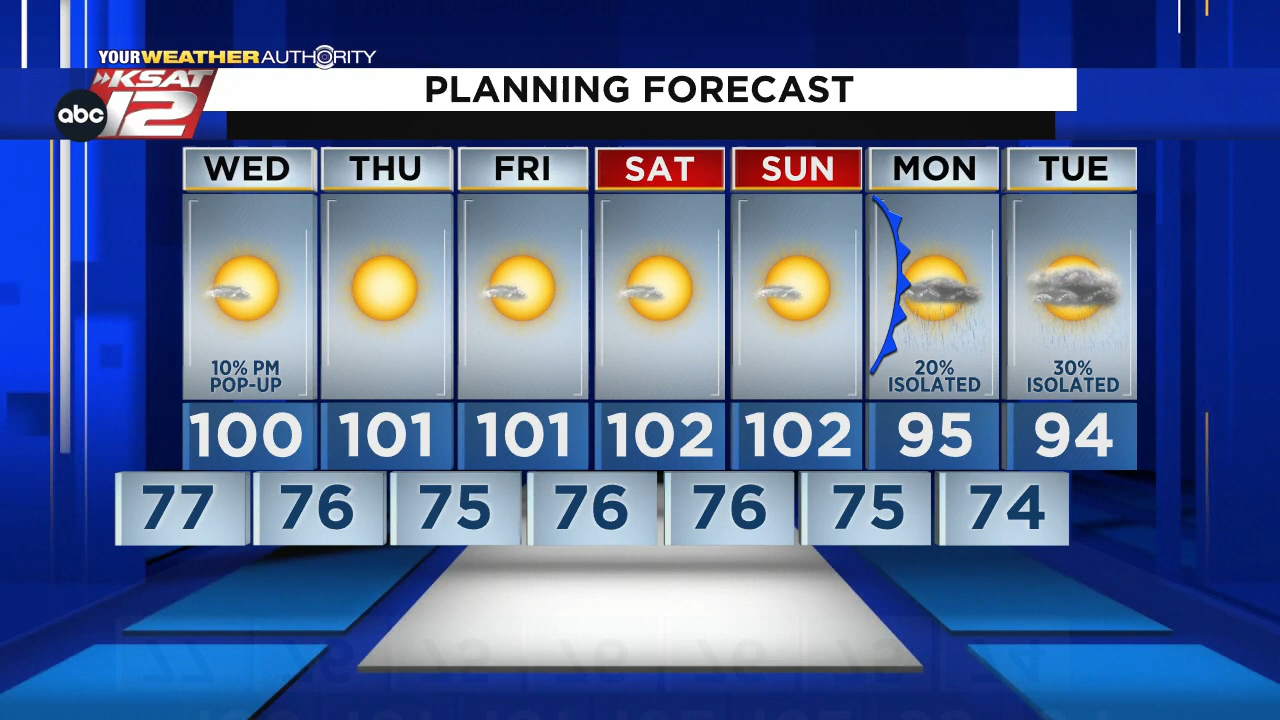 YOURWEATHERAUTHORITY
KSAT
abc 12
PLANNING FORECAST
WED THU FRI SAT SUN MON TUE
10% PM POP-UP
20% ISOLATED
30% ISOLATED
100 101 101 102 102 95 94
77 76 75 76 76 75 74